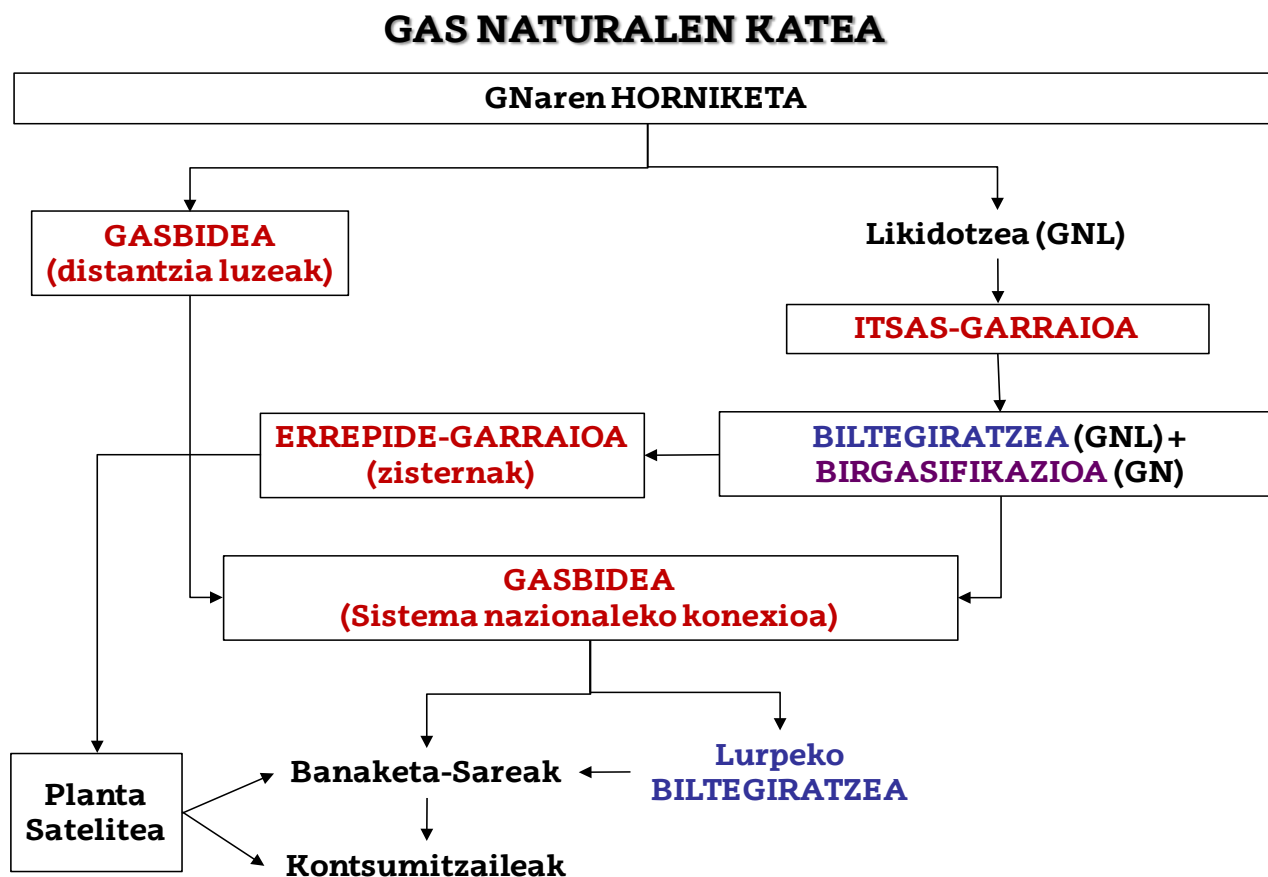 GAS NATURALEN KATEA
GNaren HORNIKETA
GASBIDEA
(distantzia luzeak)
Likidotzea (GNL)
ITSAS-GARRAIOA
ERREPIDE-GARRAIOA
(zisternak)
BILTEGIRATZEA (GNL) +
BIRGASIFIKAZIOA (GN)
GASBIDEA
(Sistema nazionaleko konexioa)
Planta
Satelitea
Banaketa-Sareak
Lurpeko
BILTEGIRATZEA
Kontsumitzaileak